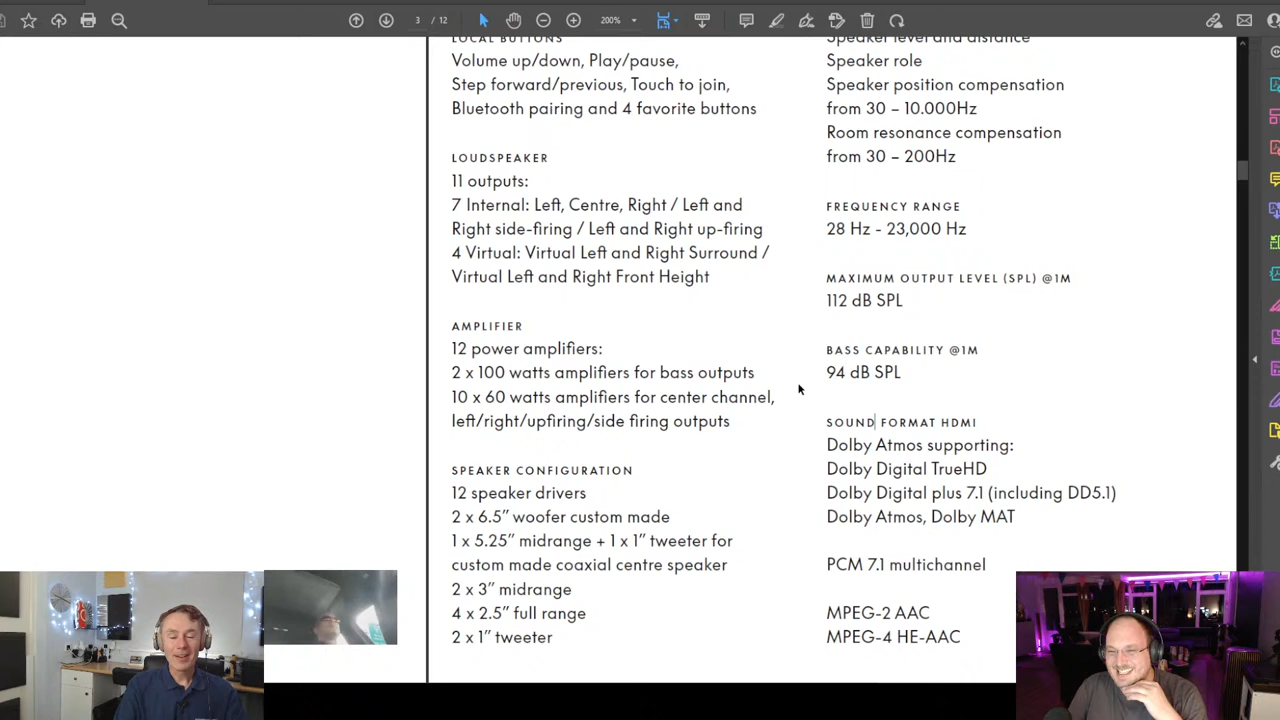 3 / 12
200%
LOCAL BUTTONS
Volume up/down, Play/pause,
Step forward/previous, Touch to join,
Bluetooth pairing and 4 favorite buttons
LOUDSPEAKER
11 outputs:
7 Internal: Left, Centre, Right / Left and
Right side-firing / Left and Right up-firing
4 Virtual: Virtual Left and Right Surround /
Virtual Left and Right Front Height
AMPLIFIER
12 power amplifiers:
2 x 100 watts amplifiers for bass outputs
10 x 60 watts amplifiers for center channel,
left/right/upfiring/side firing outputs
SPEAKER CONFIGURATION
12 speaker drivers
2 x 6.5” woofer custom made
1 x 5.25” midrange + 1 x 1” tweeter for
custom made coaxial centre speaker
2 x 3” midrange
4 x 2.5” full range
2 x 1” tweeter
Speaker level and distance
Speaker role
Speaker position compensation
from 30 – 10.000Hz
Room resonance compensation
from 30 – 200Hz
FREQUENCY RANGE
28 Hz - 23,000 Hz
MAXIMUM OUTPUT LEVEL (SPL) @1M
112 dB SPL
BASS CAPABILITY @1M
94 dB SPL
SOUND FORMAT HDMI
Dolby Atmos supporting:
Dolby Digital TrueHD
Dolby Digital plus 7.1 (including DD5.1)
Dolby Atmos, Dolby MAT
PCM 7.1 multichannel
MPEG-2 AAC
MPEG-4 HE-AAC